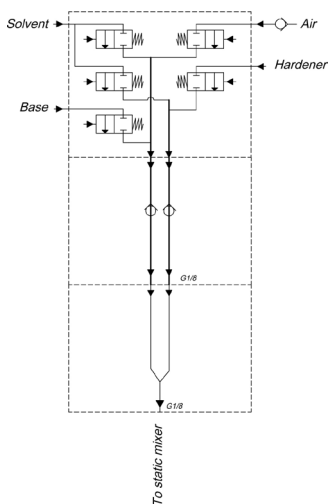 Solvent
Air
Hardener
Base
G1/8
G1/8
To static mixer